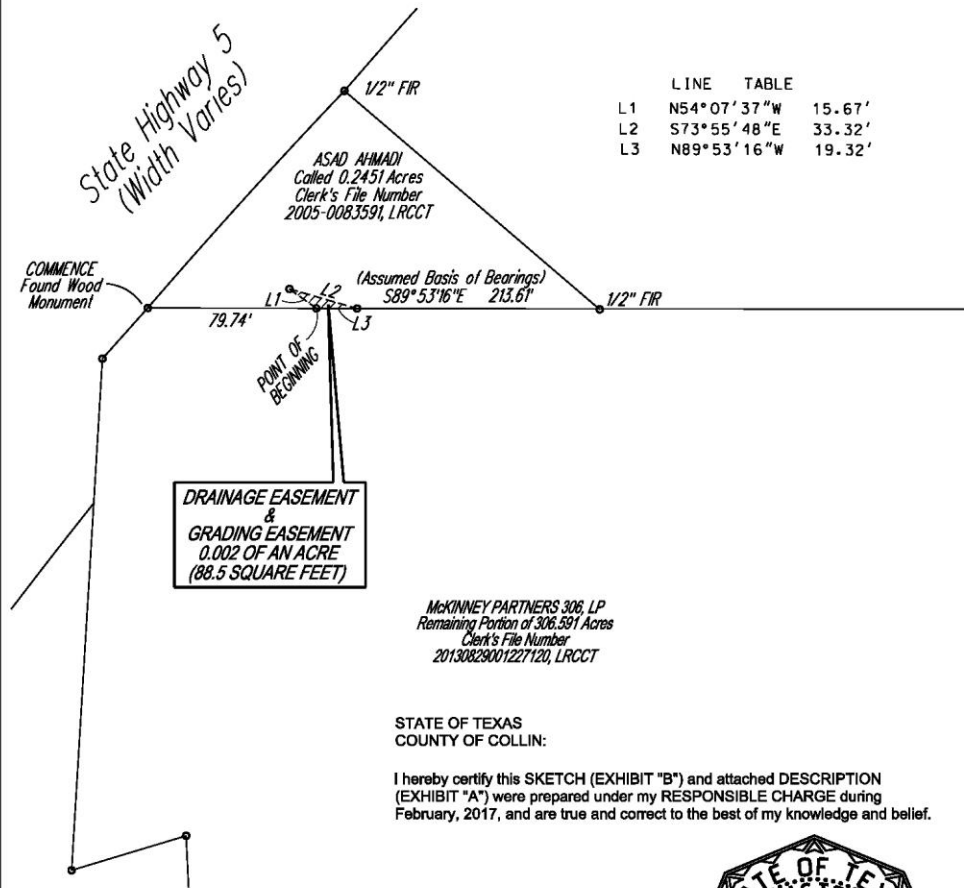 State Highway 5
(Width Varies)
1/2" FIR
LINE TABLE
L1 N54°07'37"W 15.67'
L2 S73°55'48"E 33.32'
L3 N89°53'16"W 19.32'
ASAD AHMADI
Called 0.2451 Acres
Clerk's File Number
2005-0083591, LRCCT
COMMENCE
Found Wood
Monument
(Assumed Basis of Bearings)
S89°53'16"E 213.61'
L1
L2
L3
79.74'
1/2" FIR
POINT OF
BEGINNING
DRAINAGE EASEMENT
&
GRADING EASEMENT
0.002 OF AN ACRE
(88.5 SQUARE FEET)
McKINNEY PARTNERS 306, LP
Remaining Portion of 306.591 Acres
Clerk's File Number
20130829001227120, LRCCT
STATE OF TEXAS
COUNTY OF COLLIN:
I hereby certify this SKETCH (EXHIBIT "B") and attached DESCRIPTION
(EXHIBIT "A") were prepared under my RESPONSIBLE CHARGE during
February, 2017, and are true and correct to the best of my knowledge and belief.
STATE OF TE